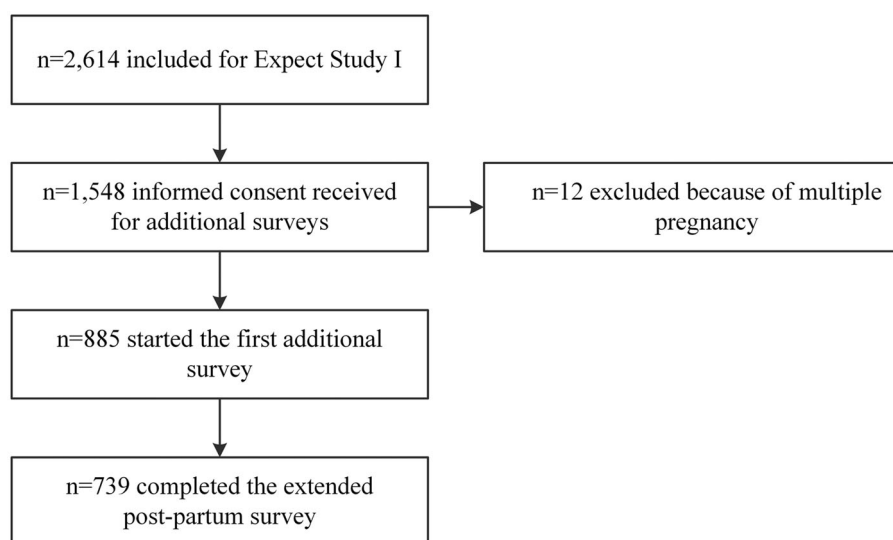 n=2,614 included for Expect Study I
n=1,548 informed consent received
for additional surveys
n=12 excluded because of multiple
pregnancy
n=885 started the first additional
survey
n=739 completed the extended
post-partum survey